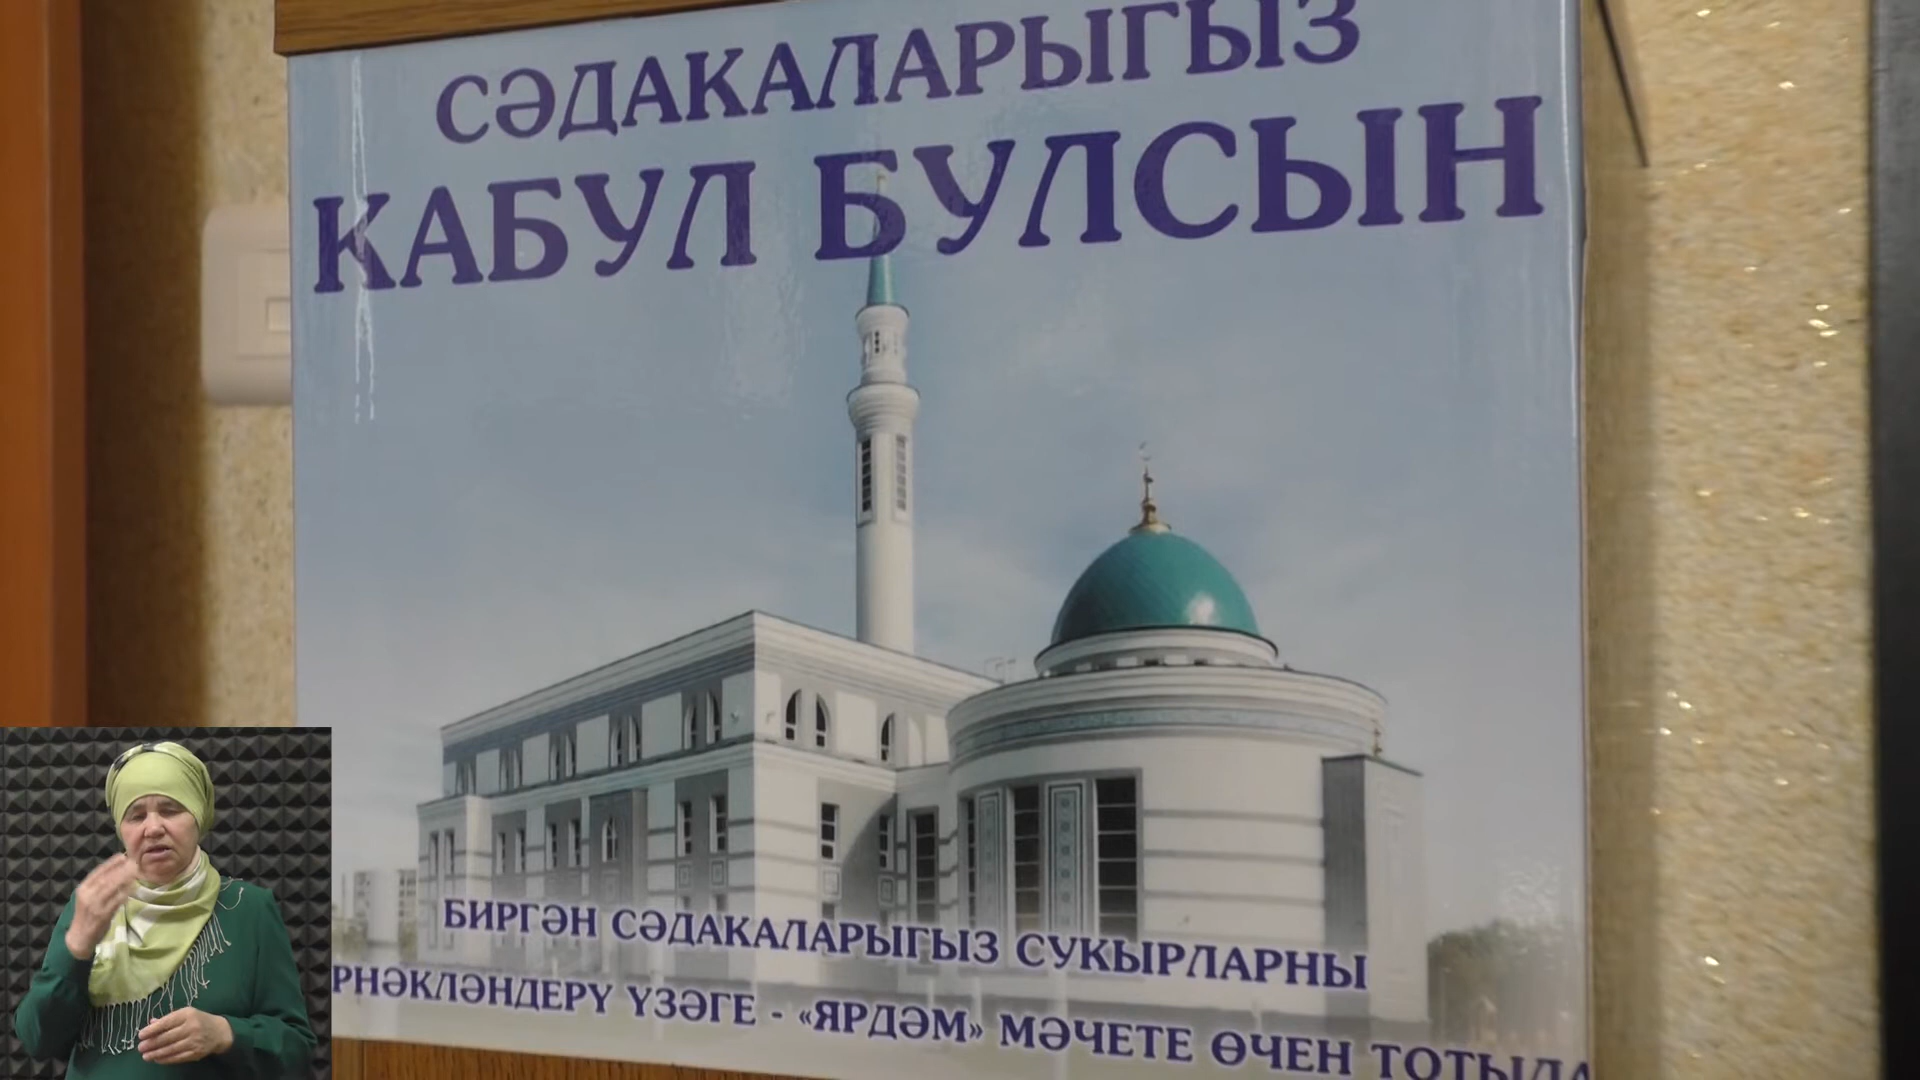 СӘДАКАЛАРЫГЫЗ
КАБУЛ БУЛСЫН
БИРГӘН СӘДАКАЛАРЫГЫЗ СУКЫРЛАРНЫ
ҮЗӘГЕ - «ЯРДӘМ» МӘЧЕТЕ ӨЧЕН